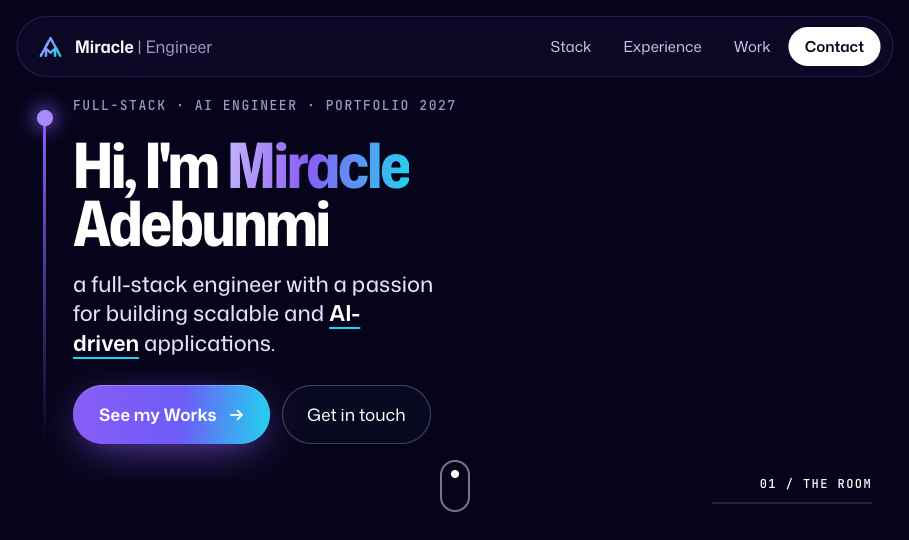 Miracle | Engineer
Stack
Experience
Work
Contact
FULL-STACK · AI ENGINEER · PORTFOLIO 2027
Hi, I'm Miracle
Adebunmi
a full-stack engineer with a passion
for building scalable and AI-
driven applications.
See my Works →
Get in touch
01 / THE ROOM